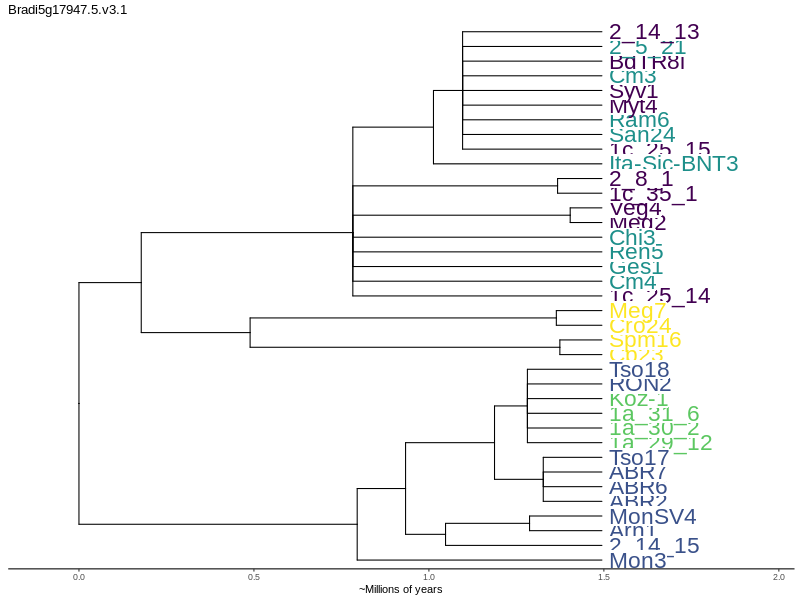 Bradi5g17947.5.v3.1
2_14_13
2_5_21
BdTR8I
Cm3
Syv1
Myt4
Ram6
San24
1c_25_15
Ita-Sic-BNT3
2_8_1
1c_35_1
Veg4
Meg2
Chi3
Ren5
Ges1
Cm4
1c_25_14
Meg7
Cro24
Spm16
Cb23
Tso18
RON2
Koz-1
1a_31_6
1a_30_2
1a_29_12
Tso17
ABR7
ABR6
ABR2
MonSV4
Arn1
2_14_15
Mon3
0.0 0.5 1.0 1.5 2.0
~Millions of years